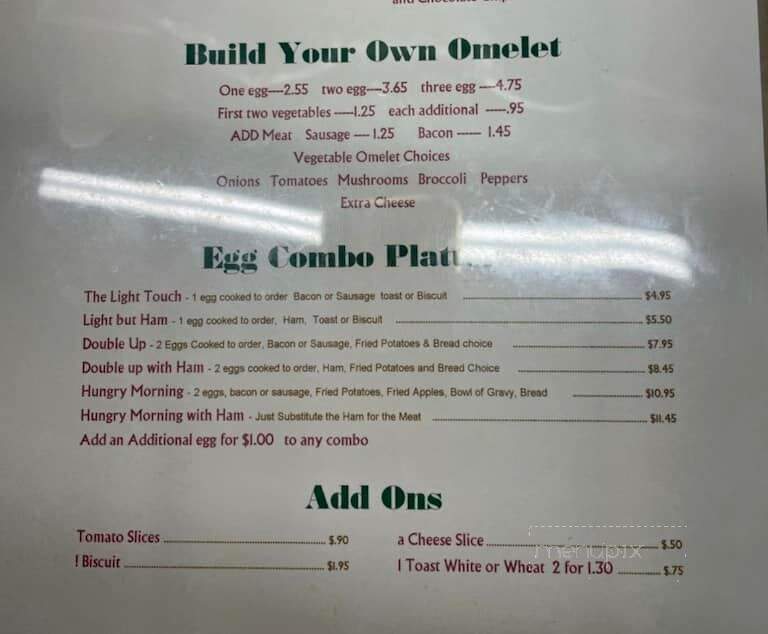 Build Your Own Omelet
One egg—2.55 two egg—3.65 three egg —4.75
First two vegetables —1.25 each additional —.95
ADD Meat Sausage — 1.25 Bacon — 1.45
Vegetable Omelet Choices
Onions Tomatoes Mushrooms Broccoli Peppers
Extra Cheese
Egg Combo
The Light Touch - 1 egg cooked to order Bacon or Sausage toast or Biscuit $4.95
Light but Ham - 1 egg cooked to order, Ham, Toast or Biscuit $5.50
Double Up - 2 Eggs Cooked to order, Bacon or Sausage, Fried Potatoes & Bread choice $7.95
Double up with Ham - 2 eggs cooked to order, Ham, Fried Potatoes and Bread Choice $8.45
Hungry Morning - 2 eggs, bacon or sausage, Fried Potatoes, Fried Apples, Bowl of Gravy, Bread $10.95
Hungry Morning with Ham - Just Substitute the Ham for the Meat $11.45
Add an Additional egg for $1.00 to any combo
Add Ons
Tomato Slices $.90 a Cheese Slice $.50
! Biscuit $1.95 1 Toast White or Wheat 2 for 1.30 $.75
menupix